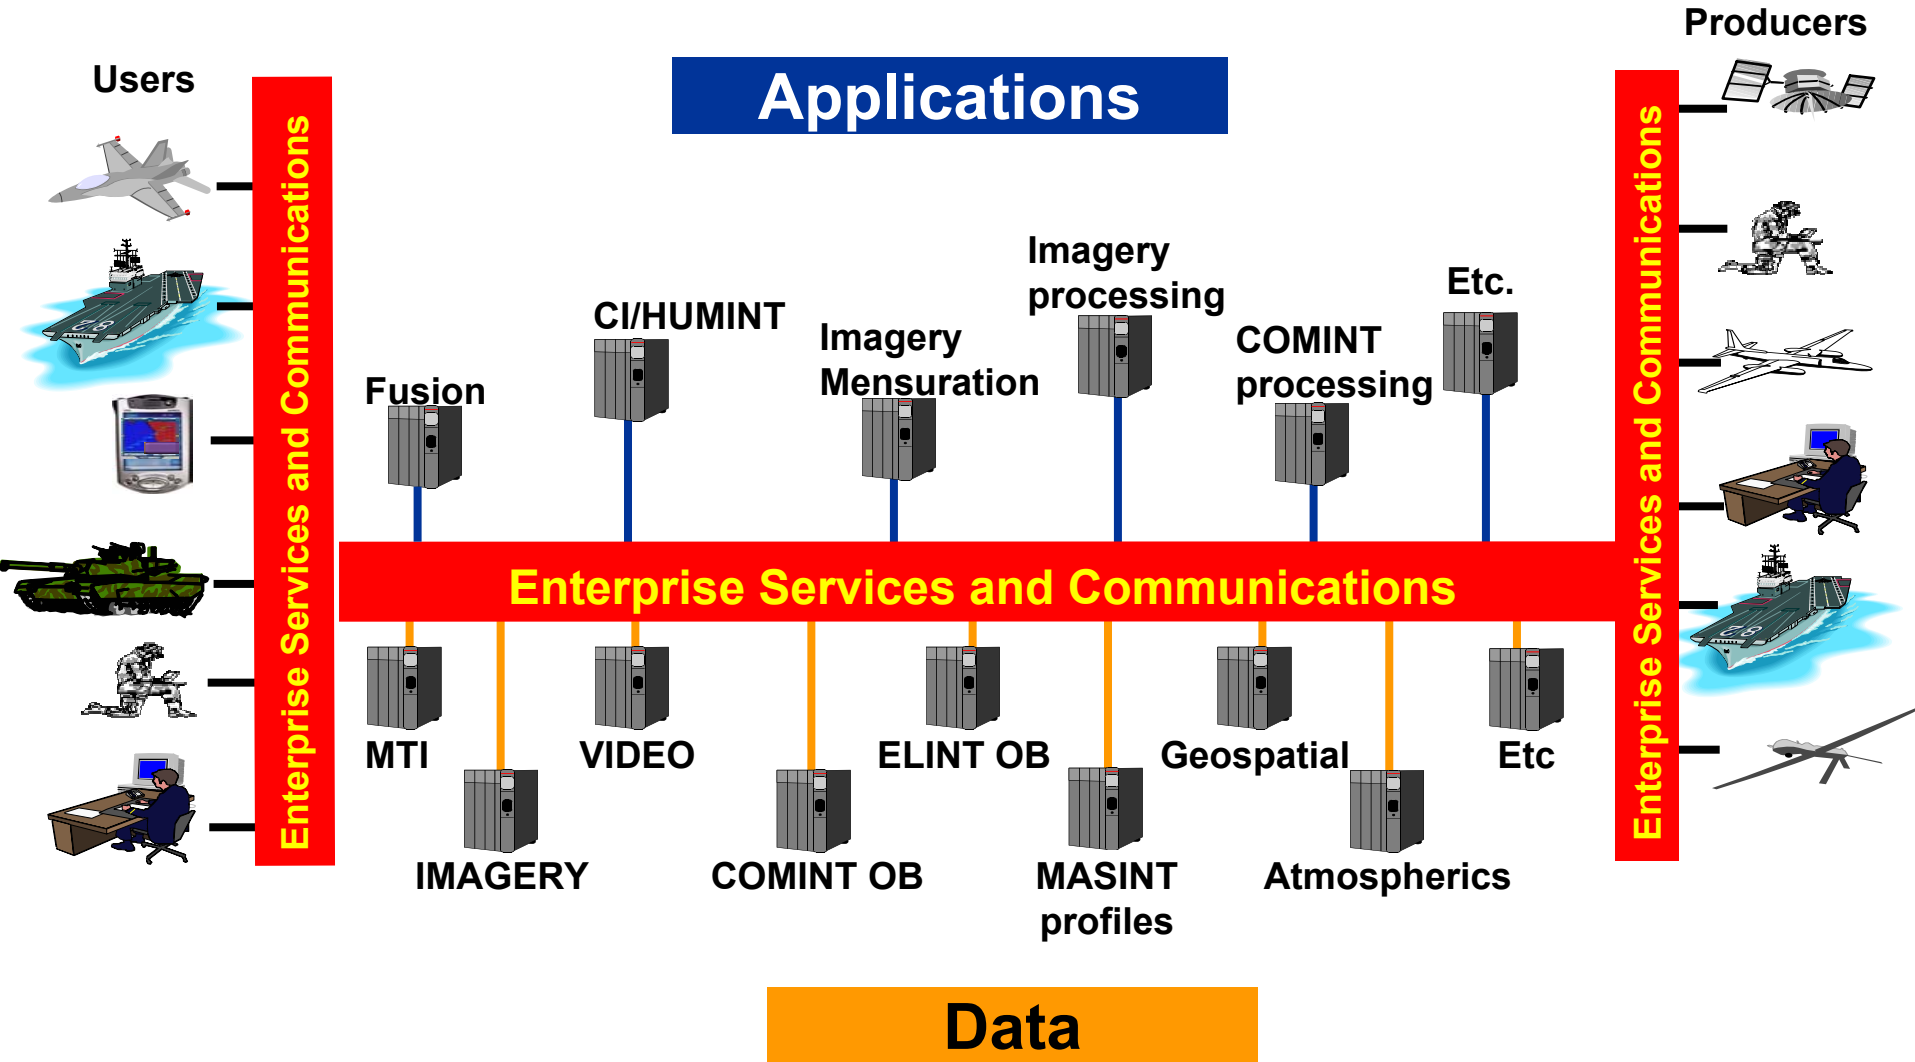 Producers
Users
Applications
Enterprise Services and Communications
Enterprise Services and Communications
Imagery
processing
Etc.
CI/HUMINT
Imagery
Mensuration
COMINT
processing
Fusion
Enterprise Services and Communications
MTI
VIDEO
ELINT OB
Geospatial
Etc
IMAGERY
COMINT OB
MASINT
profiles
Atmospherics
Data